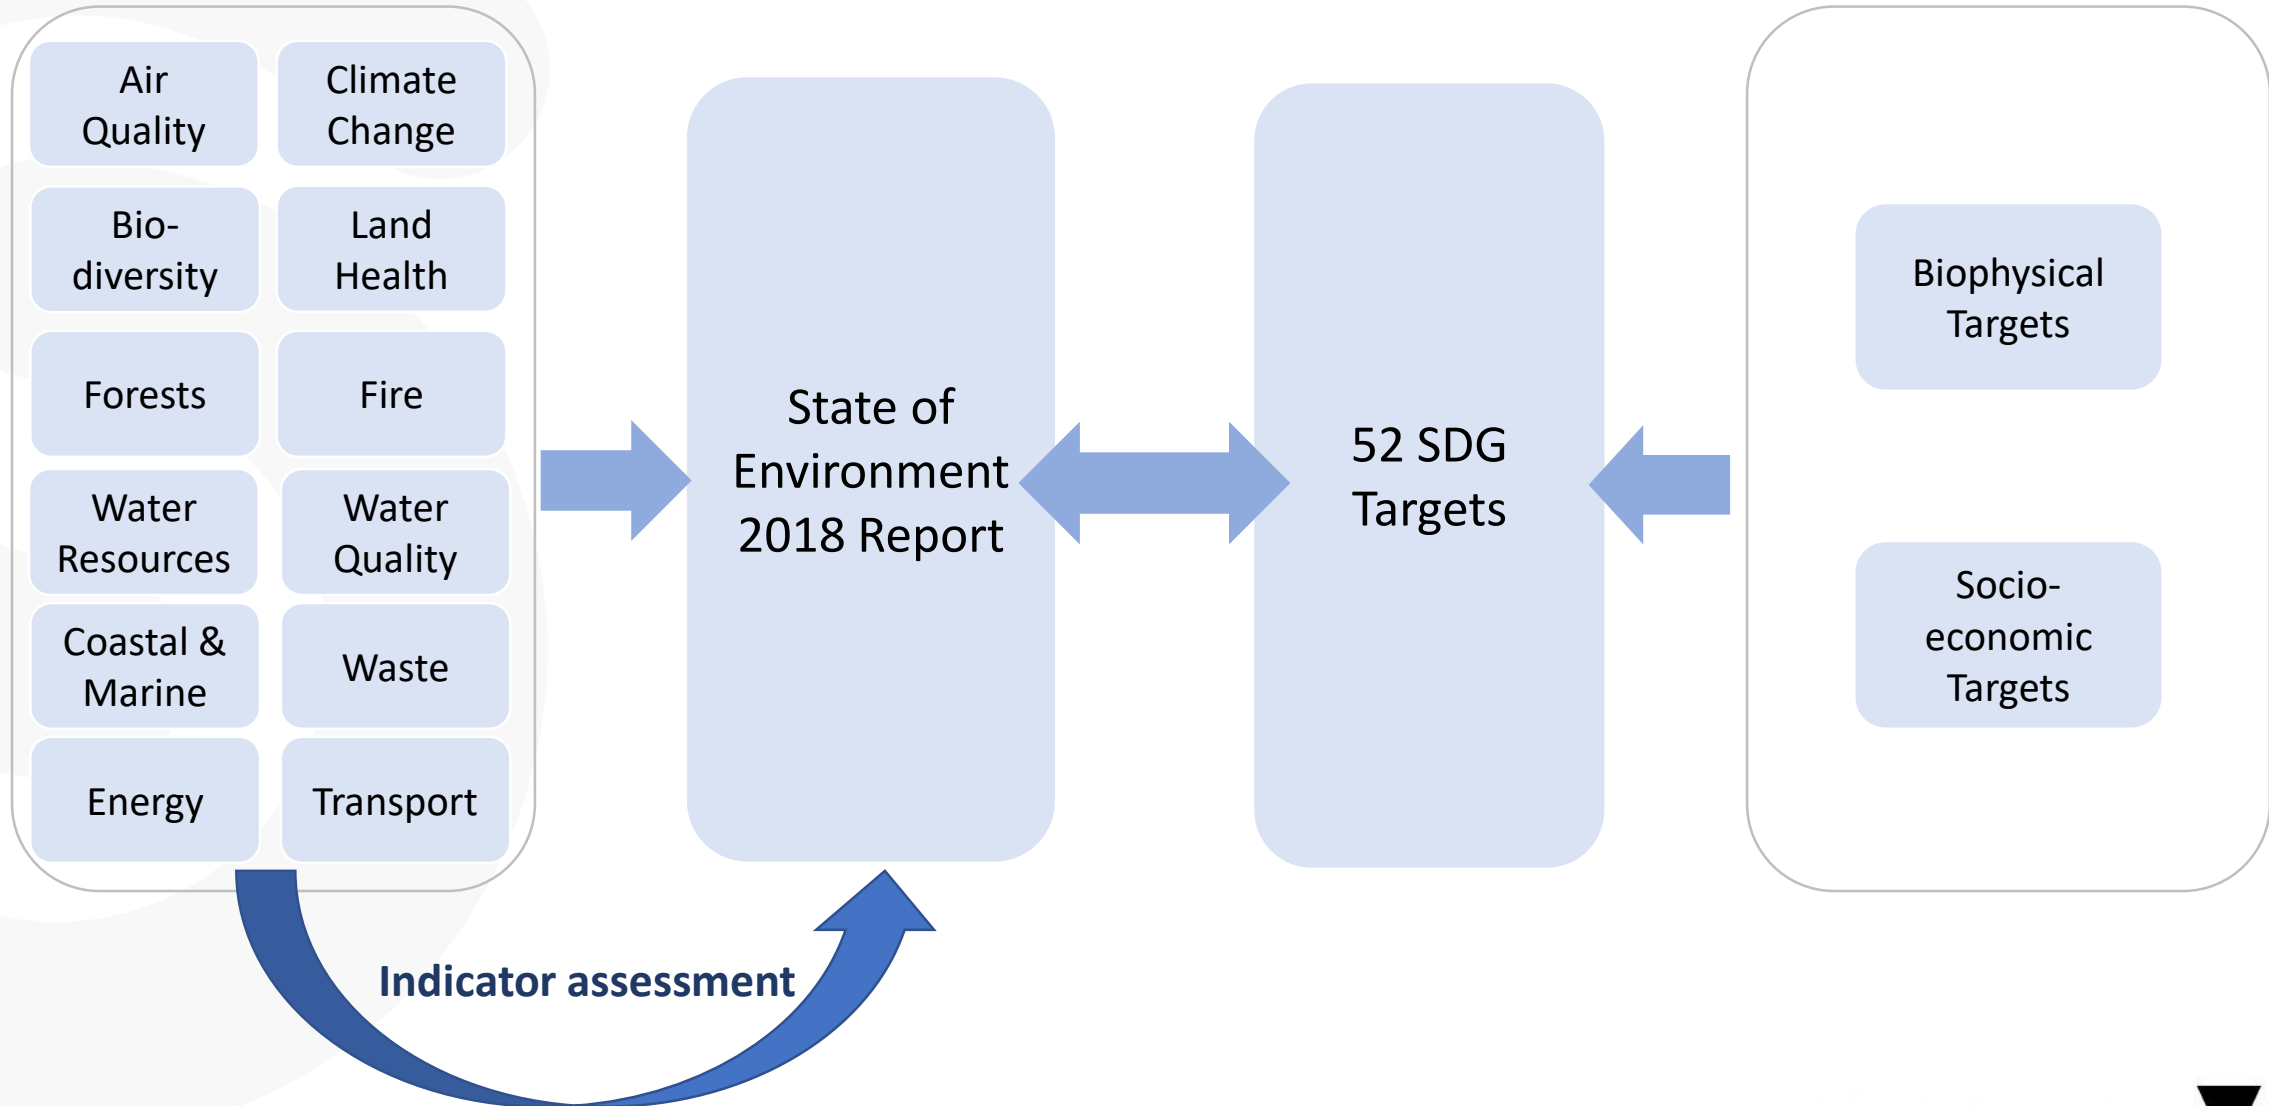 Air
Quality
Climate
Change
Bio-
diversity
Land
Health
Forests
Fire
Water
Resources
Water
Quality
Coastal &
Marine
Waste
Energy
Transport
Indicator assessment
State of
Environment
2018 Report
52 SDG
Targets
Biophysical
Targets
Socio-
economic
Targets